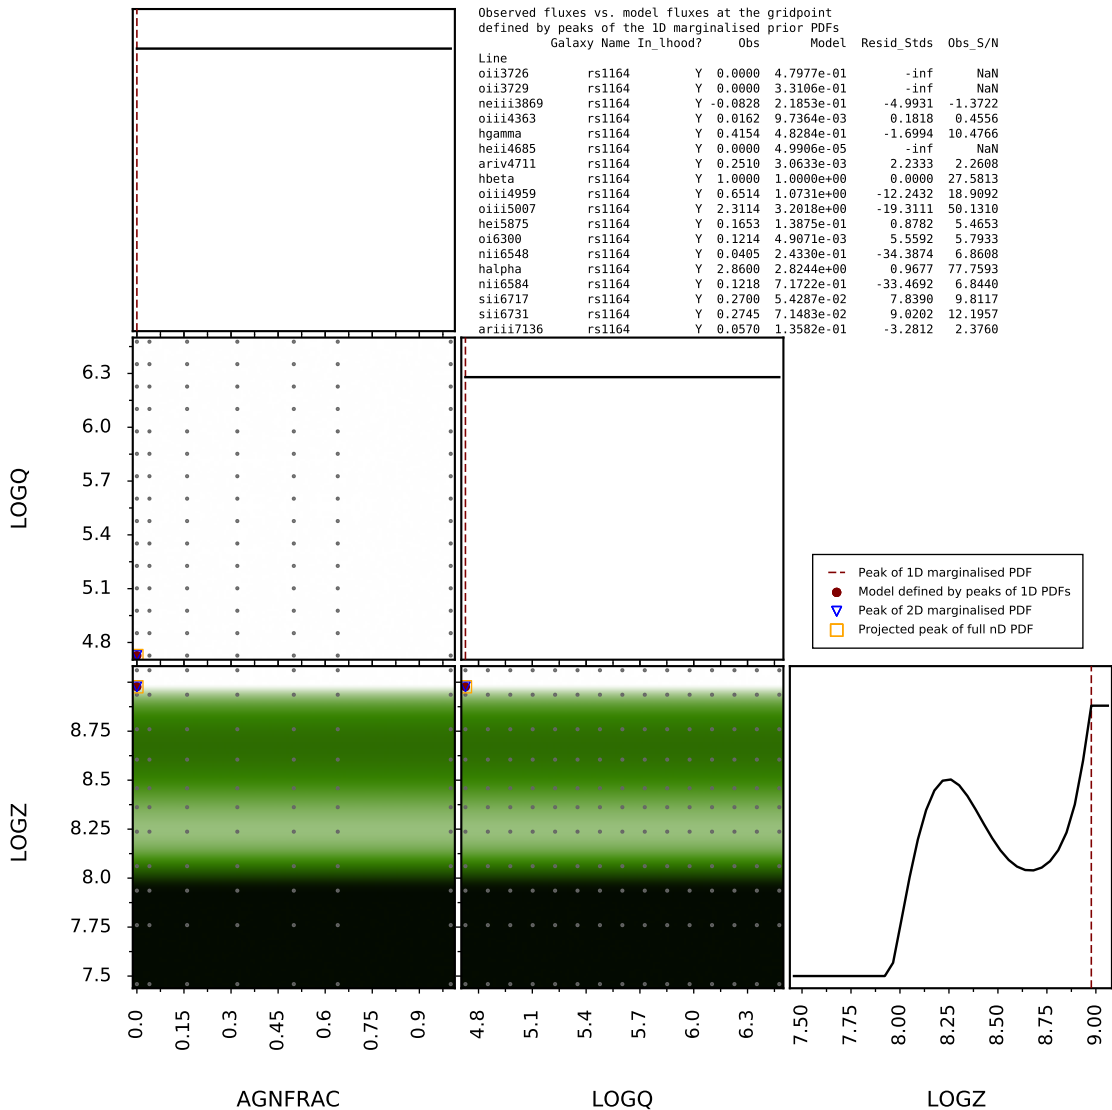 Observed fluxes vs. model fluxes at the gridpoint
defined by peaks of the 1D marginalised prior PDFs
Galaxy Name In_lhood? Obs Model Resid_Stds Obs_S/N
Line
oii3726 rs1164 Y 0.0000 4.7977e-01 -inf NaN
oii3729 rs1164 Y 0.0000 3.3106e-01 -inf NaN
neiii3869 rs1164 Y -0.0828 2.1853e-01 -4.9931 -1.3722
oiii4363 rs1164 Y 0.0162 9.7364e-03 0.1818 0.4556
hgamma rs1164 Y 0.4154 4.8284e-01 -1.6994 10.4766
heii4685 rs1164 Y 0.0000 4.9906e-05 -inf NaN
ariv4711 rs1164 Y 0.2510 3.0633e-03 2.2333 2.2608
hbeta rs1164 Y 1.0000 1.0000e+00 0.0000 27.5813
oiii4959 rs1164 Y 0.6514 1.0731e+00 -12.2432 18.9092
oiii5007 rs1164 Y 2.3114 3.2018e+00 -19.3111 50.1310
hei5875 rs1164 Y 0.1653 1.3875e-01 0.8782 5.4653
oi6300 rs1164 Y 0.1214 4.9071e-03 5.5592 5.7933
nii6548 rs1164 Y 0.0405 2.4330e-01 -34.3874 6.8608
halpha rs1164 Y 2.8600 2.8244e+00 0.9677 77.7593
nii6584 rs1164 Y 0.1218 7.1722e-01 -33.4692 6.8440
sii6717 rs1164 Y 0.2700 5.4287e-02 7.8390 9.8117
sii6731 rs1164 Y 0.2745 7.1483e-02 9.0202 12.1957
ariii7136 rs1164 Y 0.0570 1.3582e-01 -3.2812 2.3760
LOGQ
6.3
6.0
5.7
5.4
5.1
4.8
Peak of 1D marginalised PDF
Model defined by peaks of 1D PDFs
Peak of 2D marginalised PDF
Projected peak of full nD PDF
LOGZ
8.75
8.5
8.25
8.0
7.75
7.5
0.0 0.15 0.3 0.45 0.6 0.75 0.9
4.8 5.1 5.4 5.7 6.0 6.3
7.50 7.75 8.00 8.25 8.50 8.75 9.00
AGNFRAC LOGQ LOGZ